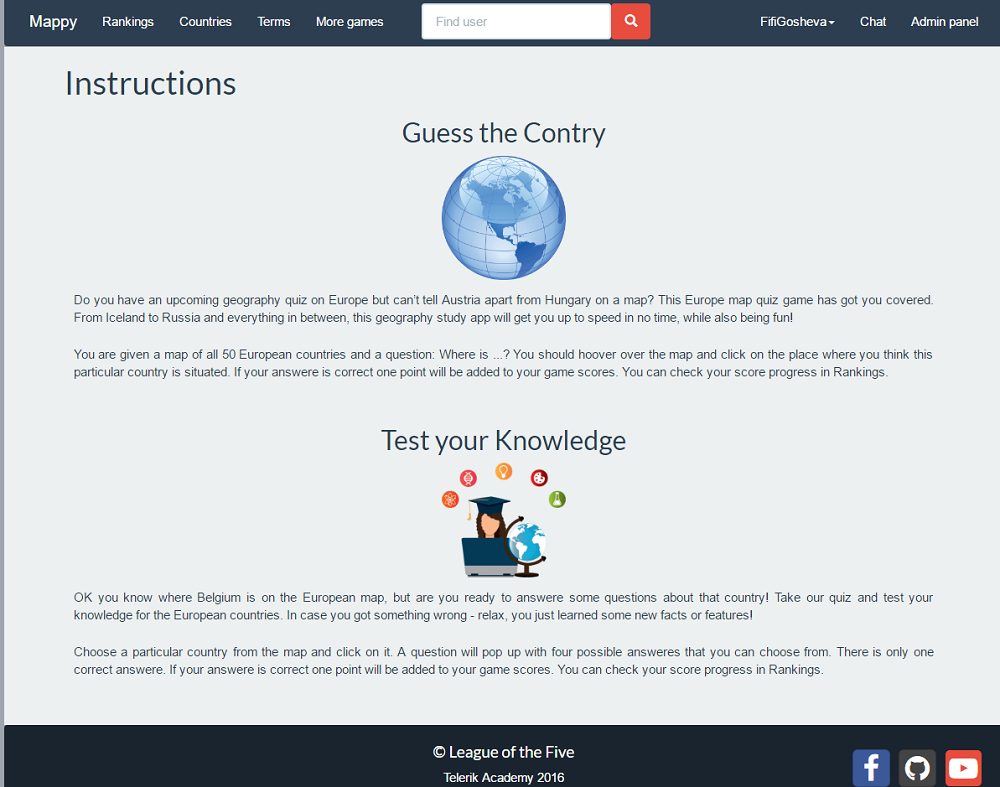 Mappy Rankings Countries Terms More games Find user FifiGosheva Chat Admin panel
Instructions
Guess the Contry
Do you have an upcoming geography quiz on Europe but can't tell Austria apart from Hungary on a map? This Europe map quiz game has got you covered.
From Iceland to Russia and everything in between, this geography study app will get you up to speed in no time, while also being fun!
You are given a map of all 50 European countries and a question: Where is ...? You should hoover over the map and click on the place where you think this
particular country is situated. If your answere is correct one point will be added to your game scores. You can check your score progress in Rankings.
Test your Knowledge
OK you know where Belgium is on the European map, but are you ready to answere some questions about that country! Take our quiz and test your
knowledge for the European countries. In case you got something wrong - relax, you just learned some new facts or features!
Choose a particular country from the map and click on it. A question will pop up with four possible answeres that you can choose from. There is only one
correct answere. If your answere is correct one point will be added to your game scores. You can check your score progress in Rankings.
© League of the Five
Telerik Academy 2016